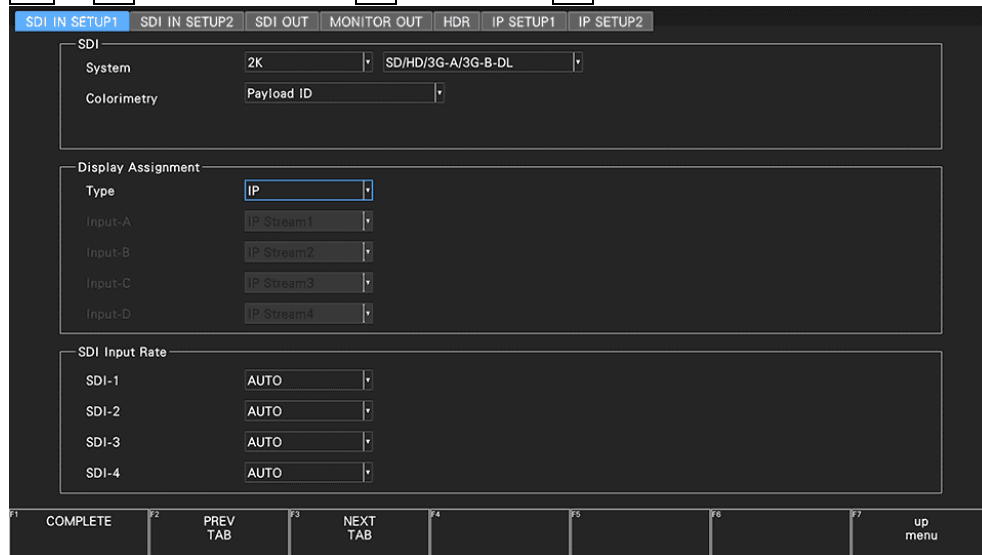 SDI IN SETUP1 SDI IN SETUP2 SDI OUT MONITOR OUT HDR IP SETUP1 IP SETUP2
SDI
System 2K SD/HD/3G-A/3G-B-DL
Colorimetry Payload ID
Display Assignment
Type IP
Input-A IP Stream1
Input-B IP Stream2
Input-C IP Stream3
Input-D IP Stream4
SDI Input Rate
SDI-1 AUTO
SDI-2 AUTO
SDI-3 AUTO
SDI-4 AUTO
F1 COMPLETE F2 PREV F3 NEXT F4 F5 F6 F7 up
TAB TAB menu